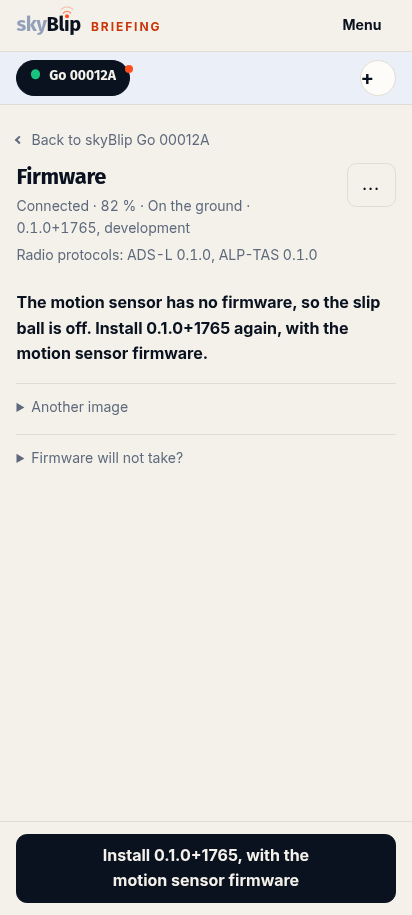 skyBlip BRIEFING
Menu
Go 00012A
+
Back to skyBlip Go 00012A
Firmware
...
Connected · 82 % · On the ground ·
0.1.0+1765, development
Radio protocols: ADS-L 0.1.0, ALP-TAS 0.1.0
The motion sensor has no firmware, so the slip
ball is off. Install 0.1.0+1765 again, with the
motion sensor firmware.
Another image
Firmware will not take?
Install 0.1.0+1765, with the
motion sensor firmware